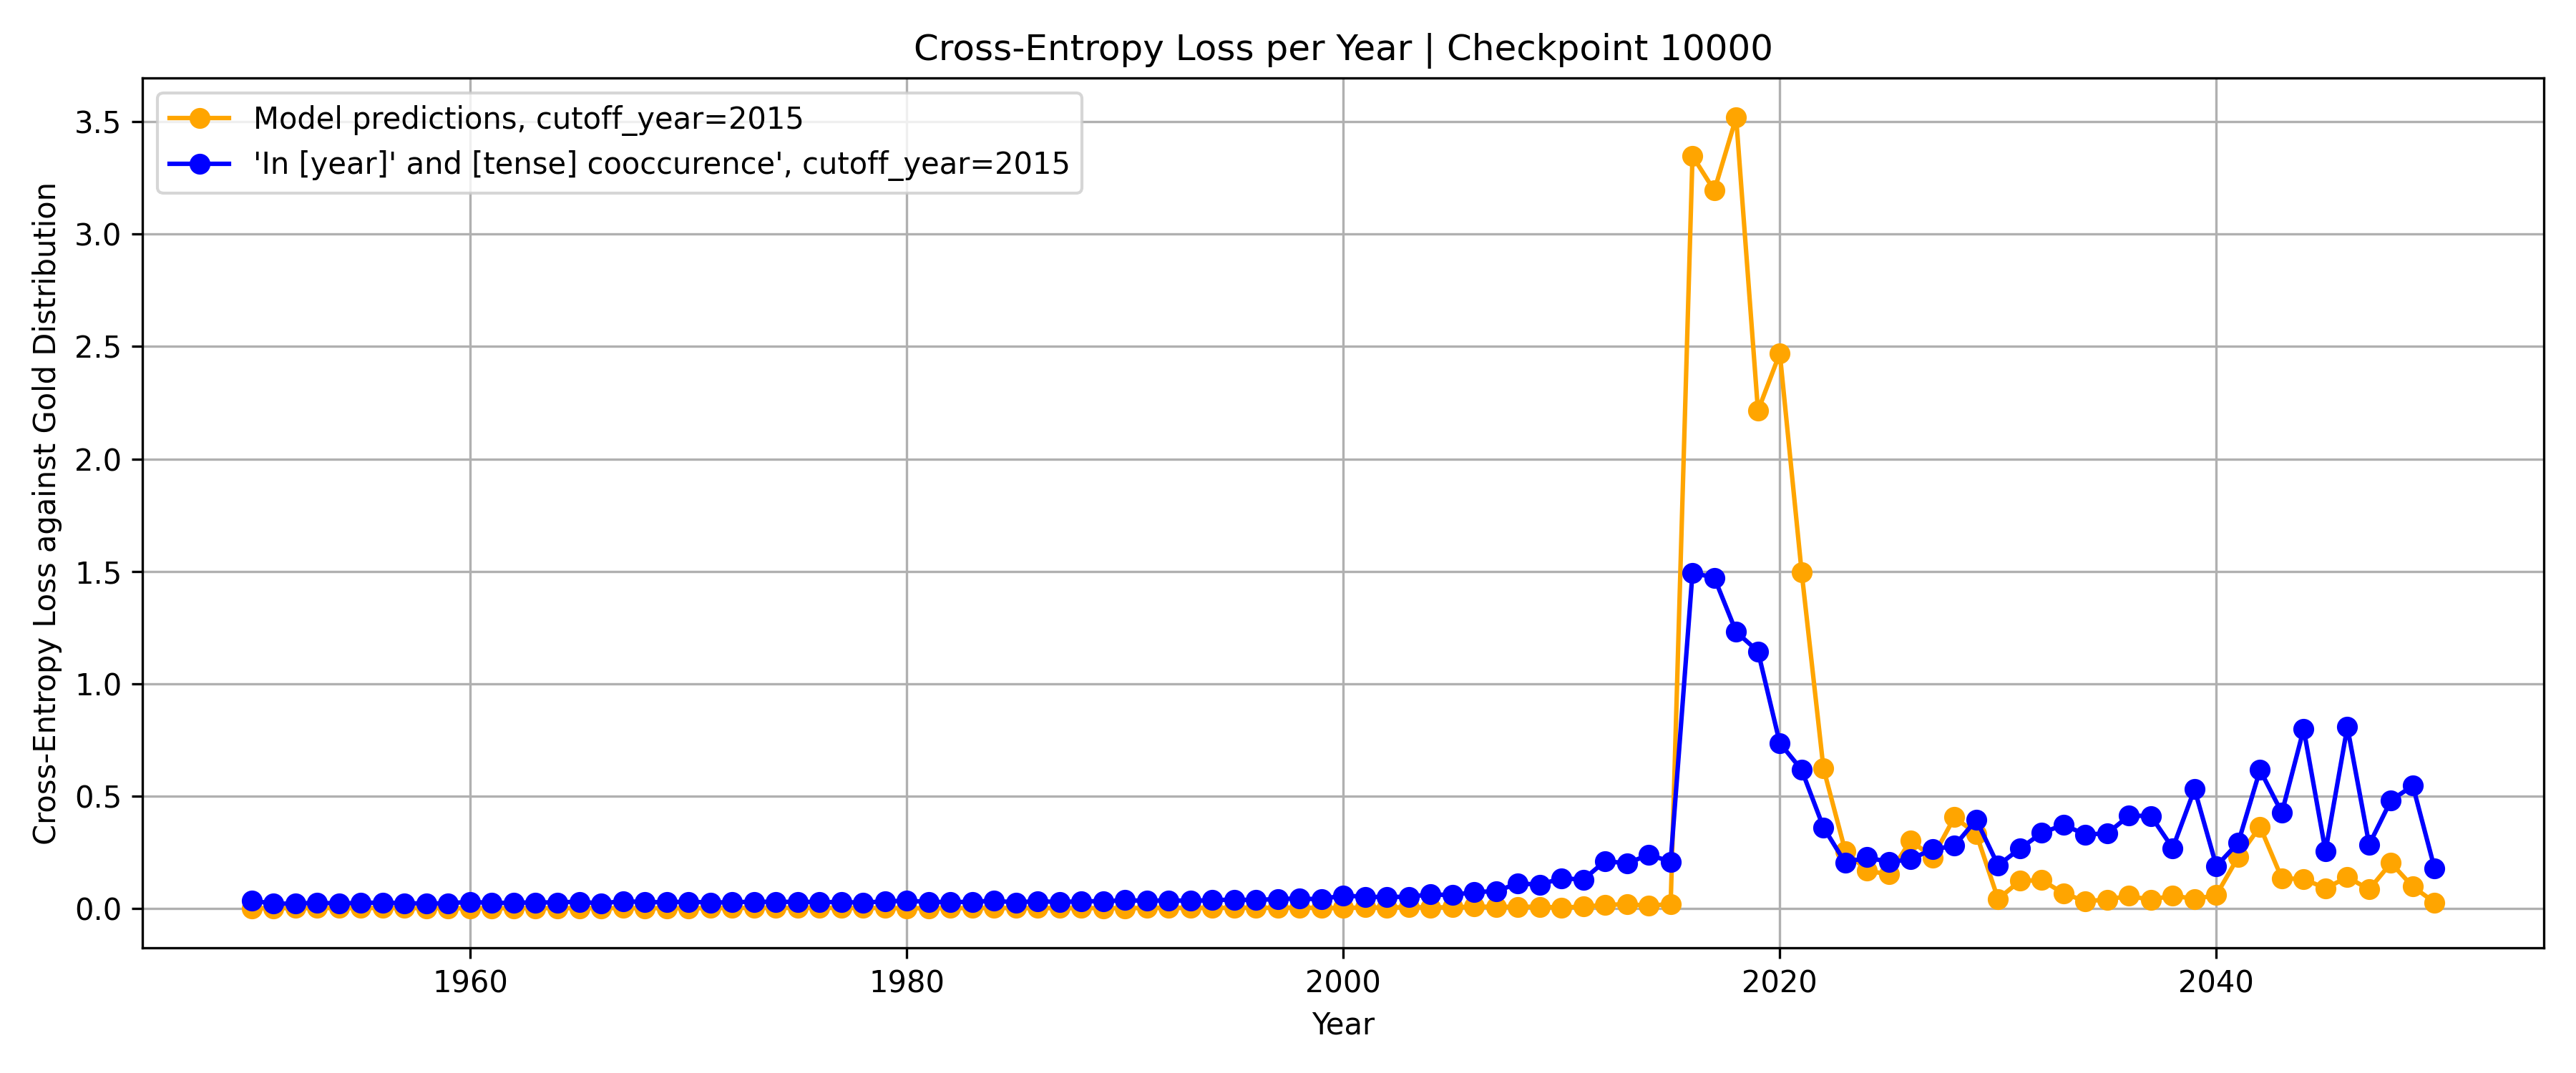 Cross-Entropy Loss per Year | Checkpoint 10000
Model predictions, cutoff_year=2015
'In [year]' and [tense] cooccurence', cutoff_year=2015
Cross-Entropy Loss against Gold Distribution
3.5
3.0
2.5
2.0
1.5
1.0
0.5
0.0
1960
1980
2000
2020
2040
Year